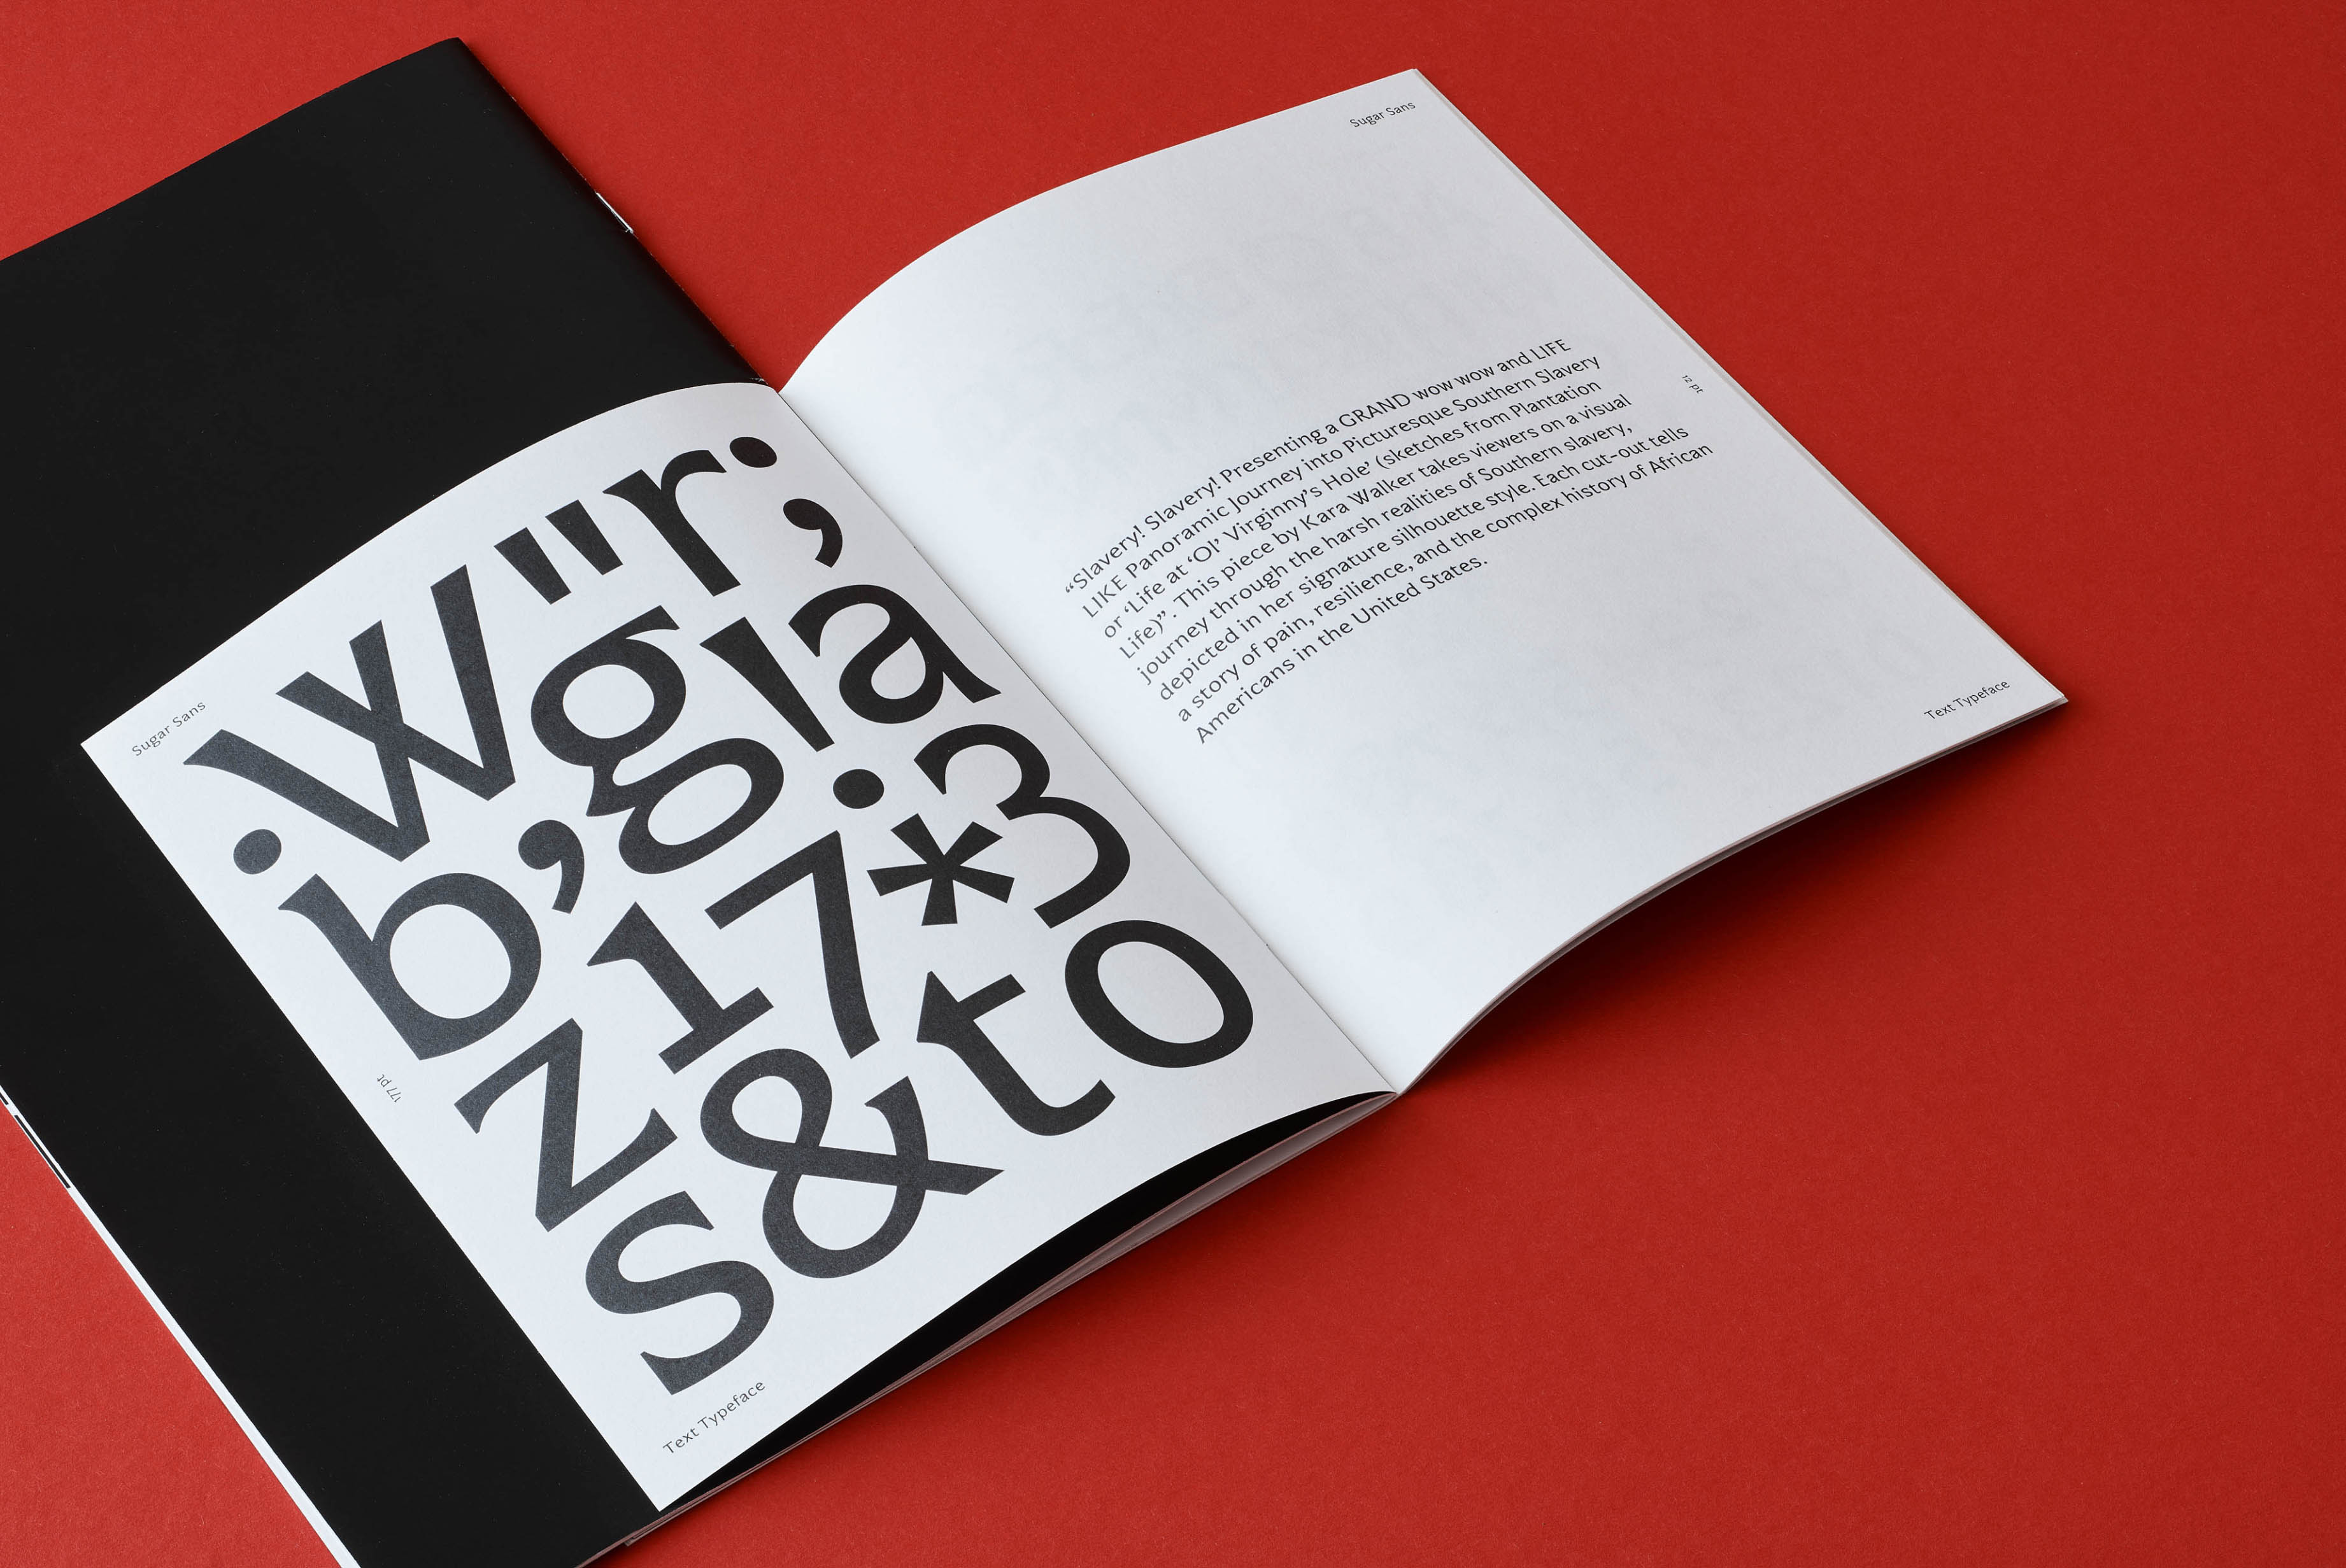 Sugar Sans
W"r;
.b,g!a
z17.*3
s&to
177 pt
Text Typeface
Sugar Sans
“Slavery! Slavery! Presenting a GRAND wow wow and LIFE
LIKE Panoramic Journey into Picturesque Southern Slavery
or ‘Life at ‘Ol’ Virginny’s Hole’ (sketches from Plantation
Life)”. This piece by Kara Walker takes viewers on a visual
journey through the harsh realities of Southern slavery,
depicted in her signature silhouette style. Each cut-out tells
a story of pain, resilience, and the complex history of African
Americans in the United States.
12 pt
Text Typeface